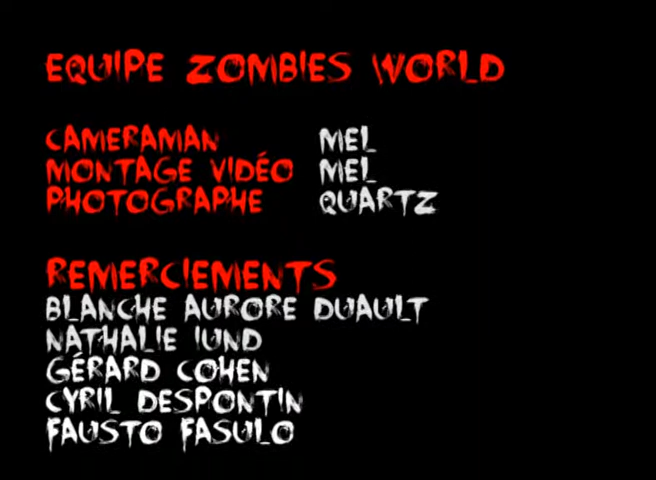 EQUIPE ZOMBIES WORLD
CAMERAMAN MEL
MONTAGE VIDÉO MEL
PHOTOGRAPHE QUARTZ
REMERCIEMENTS
BLANCHE AURORE DUAULT
NATHALIE IUND
GÉRARD COHEN
CYRIL DESPONTIN
FAUSTO FASULO